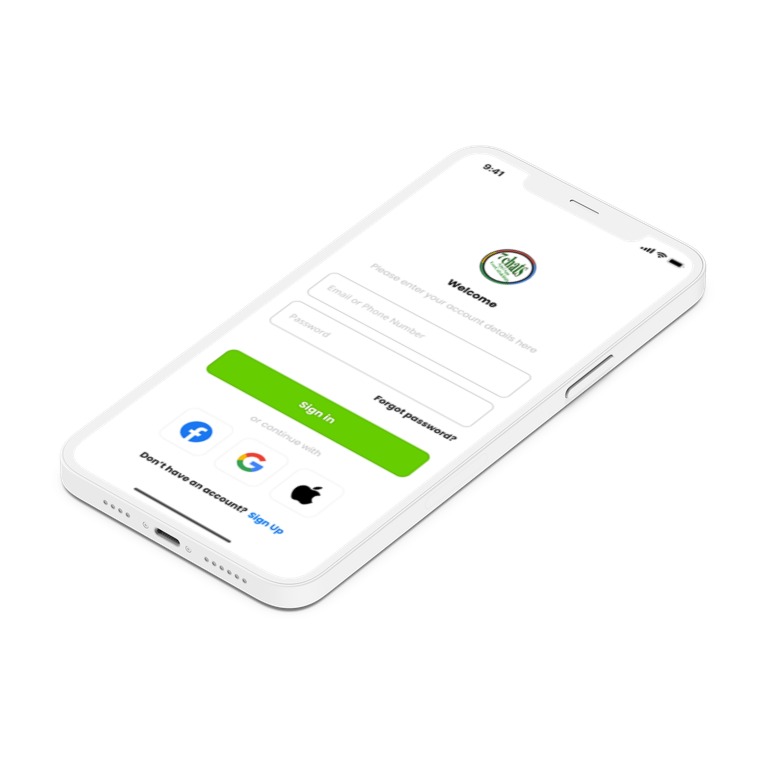 9:41
7chats
Welcome
Please enter your account details here
Email or Phone Number
Password
Forgot password?
Sign in
or continue with
Don't have an account? Sign Up